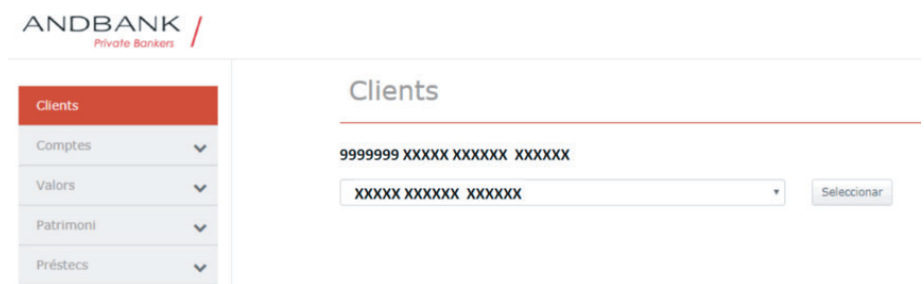 ANDBANK
Private Bankers
Clients
Comptes
Valors
Patrimoni
Préstecs
Clients
9999999 XXXXX XXXXXX XXXXXX
XXXXX XXXXXX XXXXXX
Seleccionar